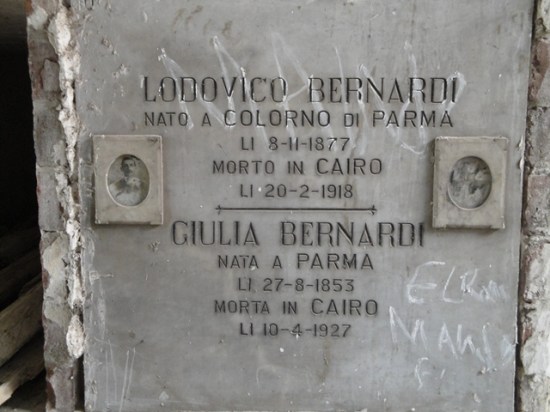 LODOVICO BERNARDI
NATO A COLORNO DI PARMA
LI 8-11-1877
MORTO IN CAIRO
LI 20-2-1918
GIULIA BERNARDI
NATA A PARMA
LI 27-8-1853
MORTA IN CAIRO
LI 10-4-1927